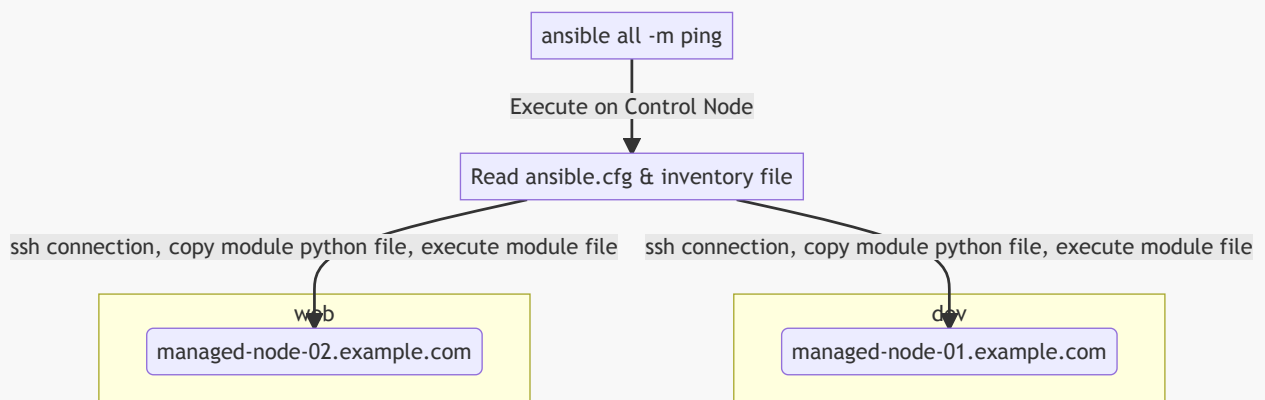 ansible all -m ping
Execute on Control Node
Read ansible.cfg & inventory file
ssh connection, copy module python file, execute module file
ssh connection, copy module python file, execute module file
web
dev
managed-node-02.example.com
managed-node-01.example.com